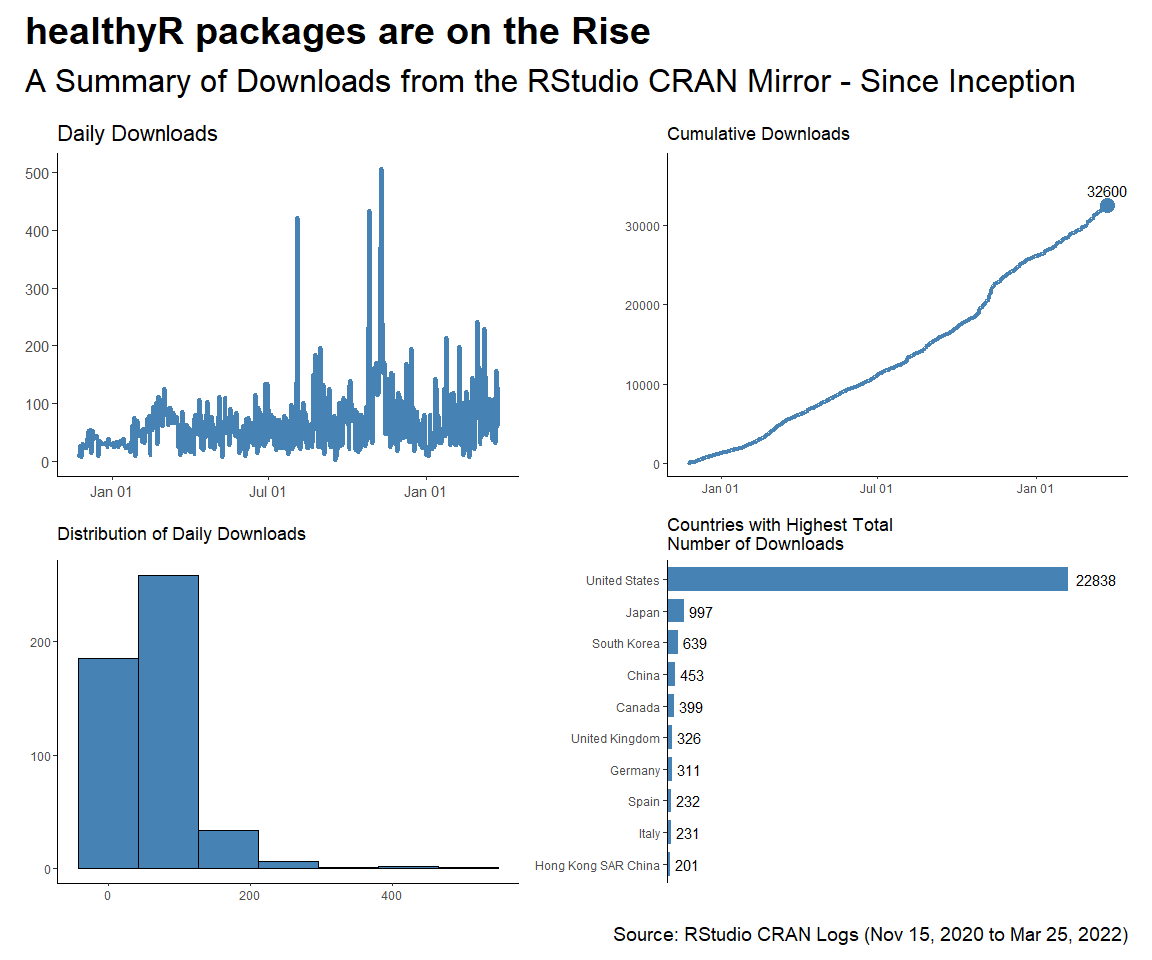 healthyR packages are on the Rise
A Summary of Downloads from the RStudio CRAN Mirror - Since Inception
Daily Downloads
500
400
300
200
100
0
Jan 01 Jul 01 Jan 01
Cumulative Downloads
32600
30000
20000
10000
0
Jan 01 Jul 01 Jan 01
Distribution of Daily Downloads
200
100
0
0 200 400
Countries with Highest Total
Number of Downloads
United States 22838
Japan 997
South Korea 639
China 453
Canada 399
United Kingdom 326
Germany 311
Spain 232
Italy 231
Hong Kong SAR China 201
Source: RStudio CRAN Logs (Nov 15, 2020 to Mar 25, 2022)